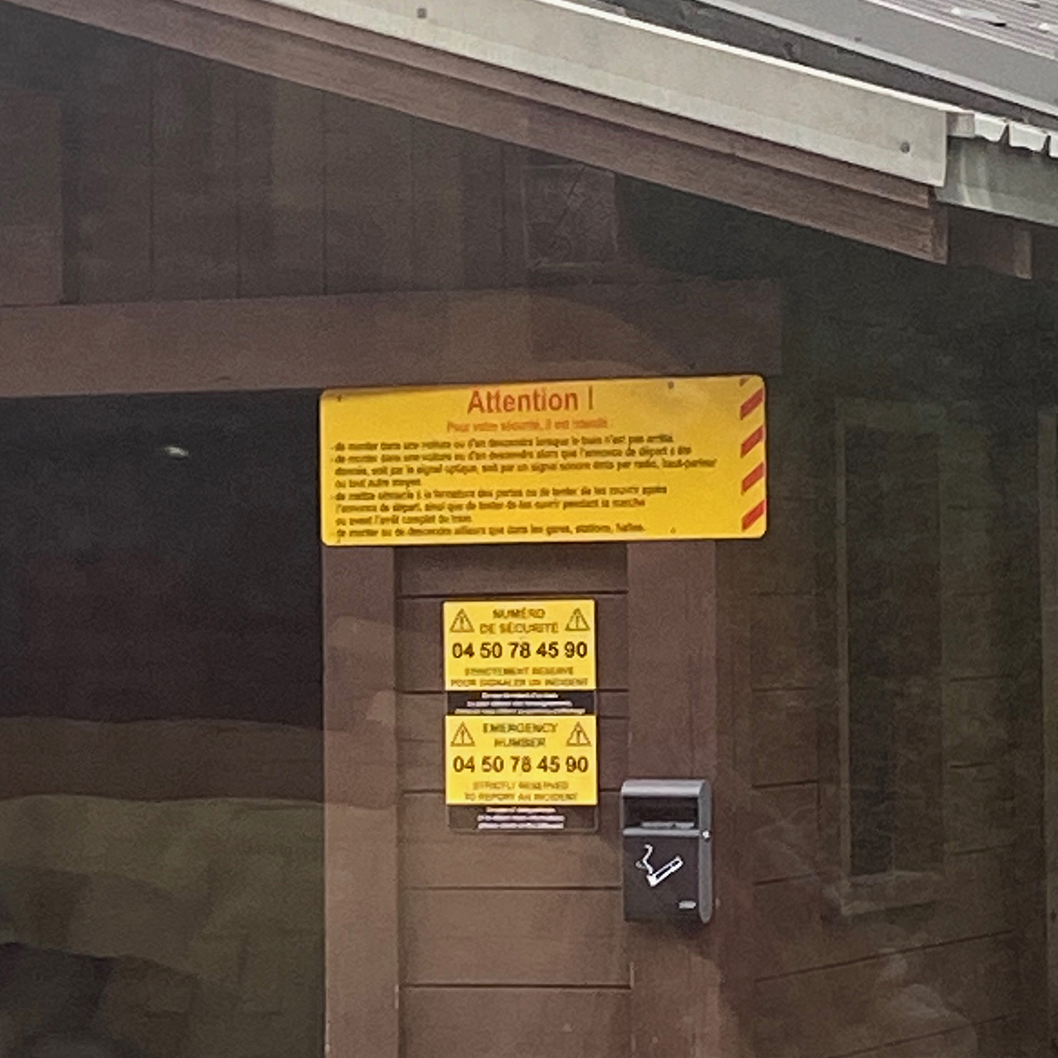 Attention !
Pour votre sécurité, il est interdit
- de monter dans une voiture ou d'en descendre lorsque le train n'est pas arrêté.
- de monter dans une voiture ou d'en descendre alors que l'annonce de départ a été
donnée, soit par le signal optique, soit par un signal sonore émis par radio, haut-parleur
ou tout autre moyen.
- de mettre obstacle à la fermeture des portes ou de tenter de les rouvrir après
l'annonce de départ, ainsi que de tenter de les ouvrir pendant la marche
ou avant l'arrêt complet du train.
de monter ou de descendre ailleurs que dans les gares, stations, haltes.
NUMÉRO
DE SÉCURITÉ
04 50 78 45 90
STRICTEMENT RÉSERVÉ
POUR SIGNALER UN INCIDENT
EMERGENCY
NUMBER
04 50 78 45 90
STRICTLY RESERVED
TO REPORT AN INCIDENT